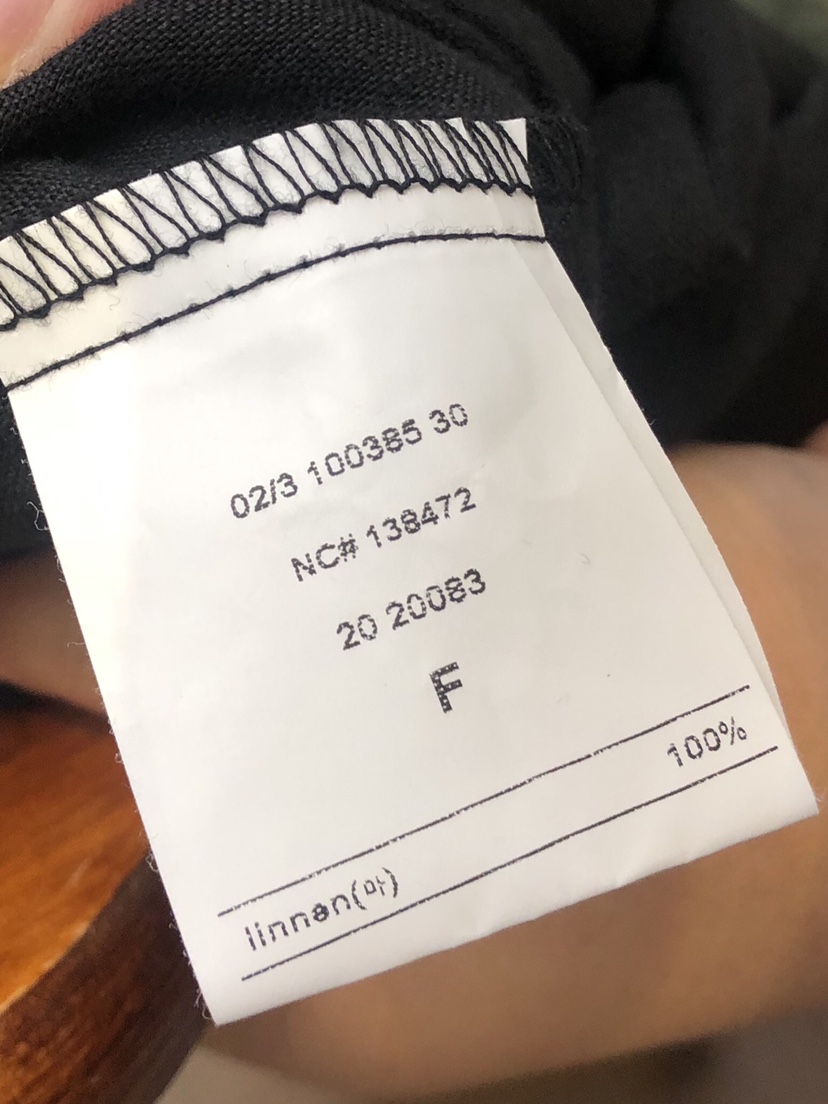 02/3 100385 30
NC# 138472
20 20083
F
100%
linnen(마)